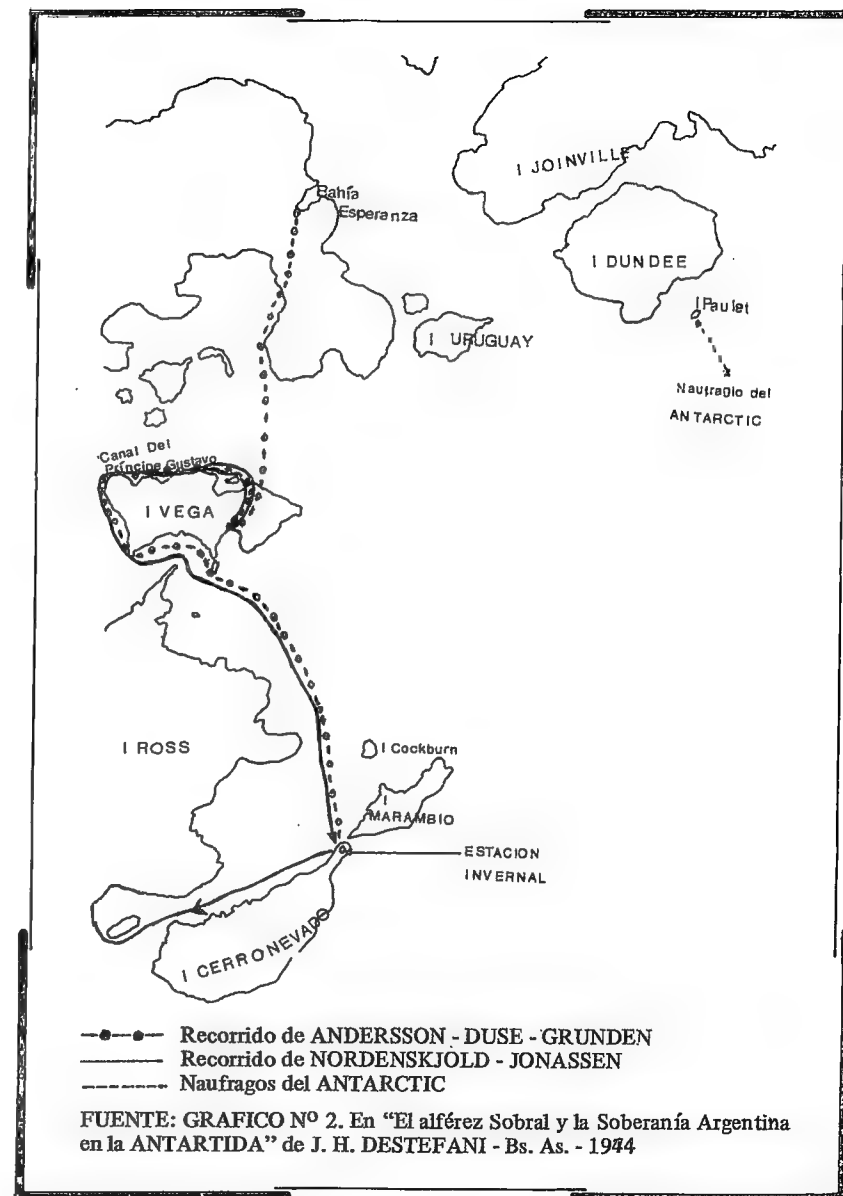 I JOINVILLE
Bahía
Esperanza
I DUNDEE
I Paulet
I URUGUAY
Naufragio del
ANTARCTIC
Canal Del
Príncipe Gustavo
I VEGA
I ROSS
I Cockburn
I
MARAMBIO
ESTACION
INVERNAL
I CERRO NEVADO
Recorrido de ANDERSSON - DUSE - GRUNDEN
Recorrido de NORDENSKJÖLD - JONASSEN
Naufragos del ANTARCTIC
FUENTE: GRAFICO Nº 2. En “El alférez Sobral y la Soberanía Argentina
en la ANTARTIDA” de J. H. DESTEFANI - Bs. As. - 1944